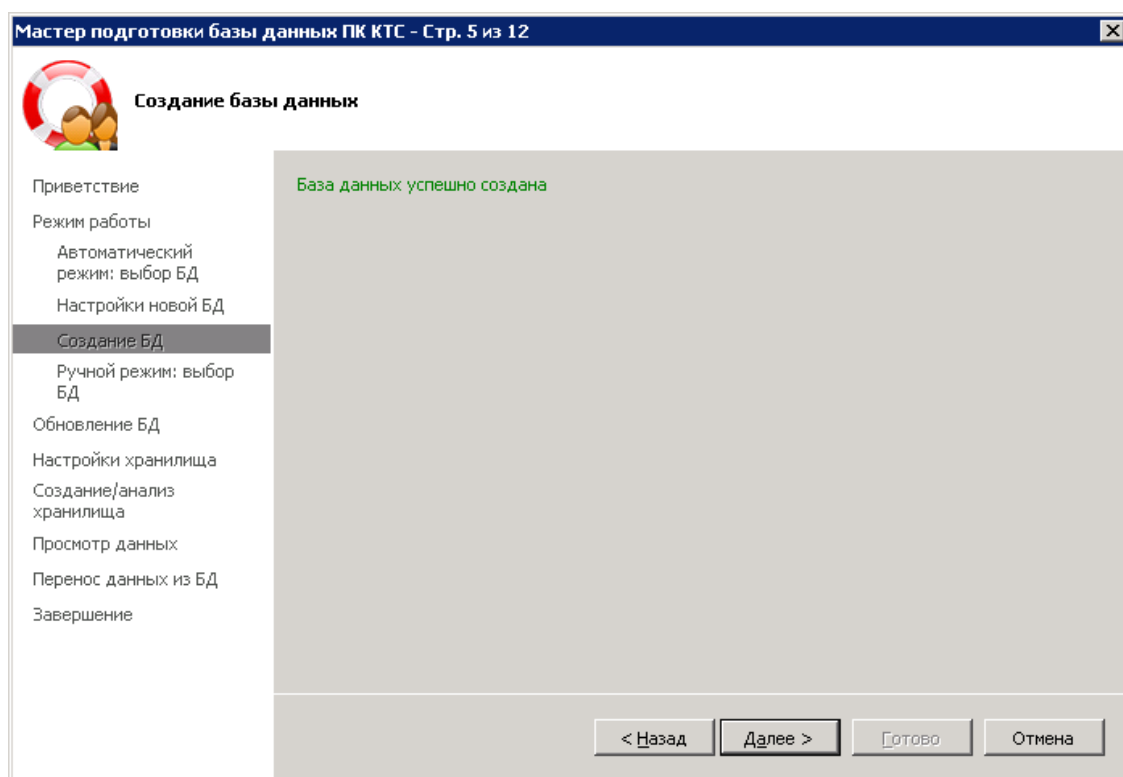 Мастер подготовки базы данных ПК КТС - Стр. 5 из 12
Создание базы данных
Приветствие
Режим работы
Автоматический
режим: выбор БД
Настройки новой БД
Создание БД
Ручной режим: выбор
БД
Обновление БД
Настройки хранилища
Создание/анализ
хранилища
Просмотр данных
Перенос данных из БД
Завершение
База данных успешно создана
< Назад
Далее >
Готово
Отмена